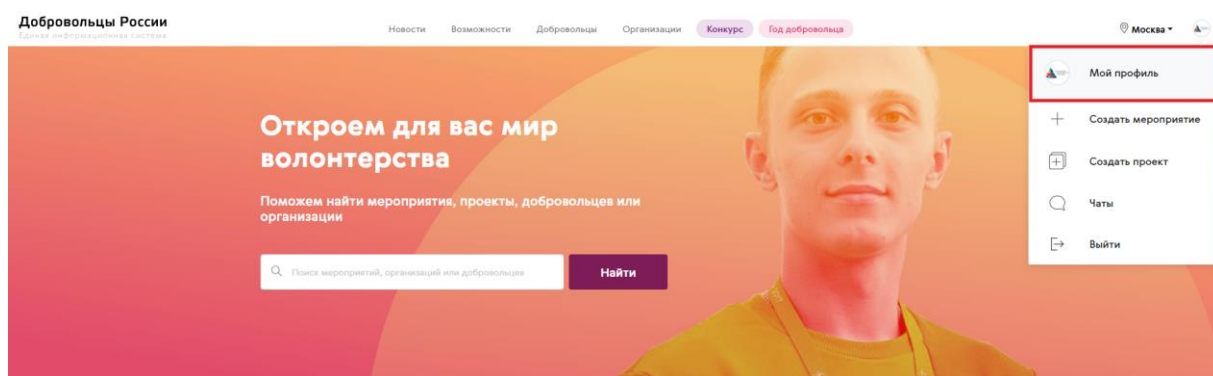 Добровольцы России
Единая информационная система
Новости Возможности Добровольцы Организации Конкурс Год добровольца
Москва
Мой профиль
Создать мероприятие
Создать проект
Чаты
Выйти
Откроем для вас мир
волонтерства
Поможем найти мероприятия, проекты, добровольцев или
организации
Поиск мероприятий, организаций или добровольцев
Найти